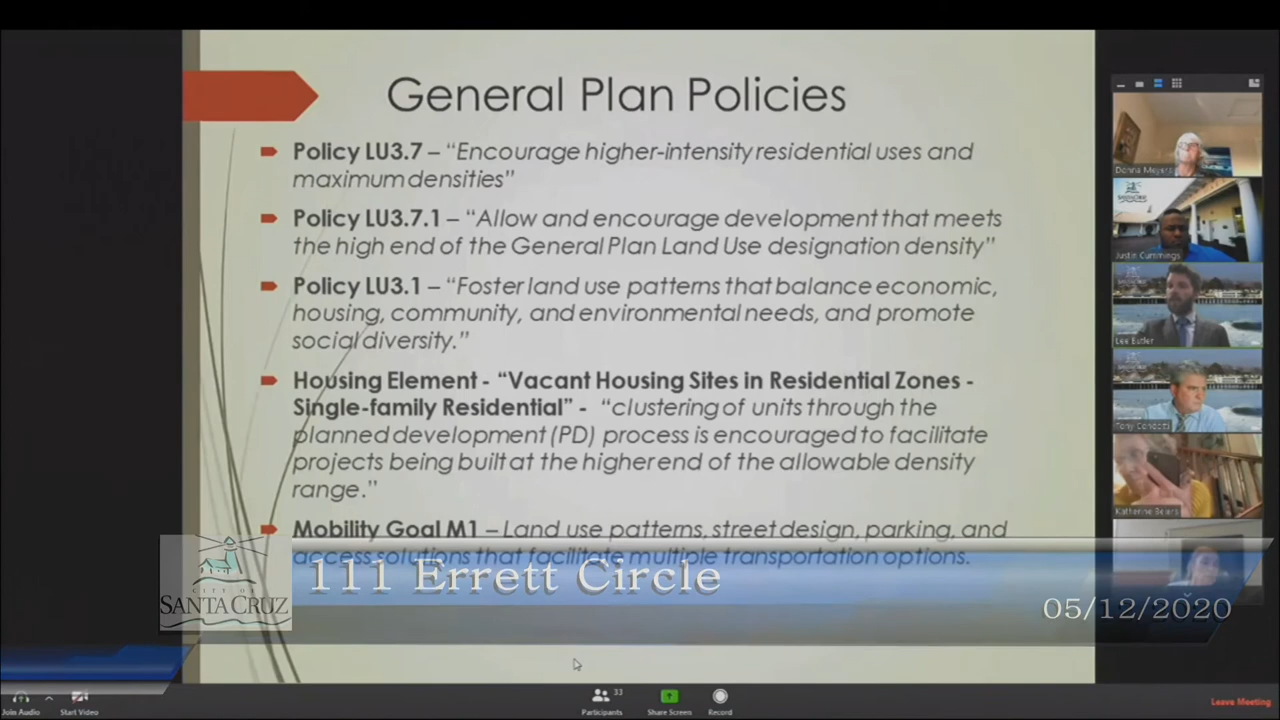 General Plan Policies
Policy LU3.7 – “Encourage higher-intensity residential uses and
maximum densities”
Policy LU3.7.1 – “Allow and encourage development that meets
the high end of the General Plan Land Use designation density”
Policy LU3.1 – “Foster land use patterns that balance economic,
housing, community, and environmental needs, and promote
social diversity.”
Housing Element - “Vacant Housing Sites in Residential Zones -
Single-family Residential” - “clustering of units through the
planned development (PD) process is encouraged to facilitate
projects being built at the higher end of the allowable density
range.”
Mobility Goal M1 – Land use patterns, street design, parking, and
access solutions that facilitate multiple transportation options.
CITY OF
SANTA CRUZ
111 Errett Circle
05/12/2020
Donna Meyers
Justin Cummings
Lee Butler
Tony Condotti
Katherine Beiers
Join Audio
Start Video
33
Participants
Share Screen
Record
Leave Meeting